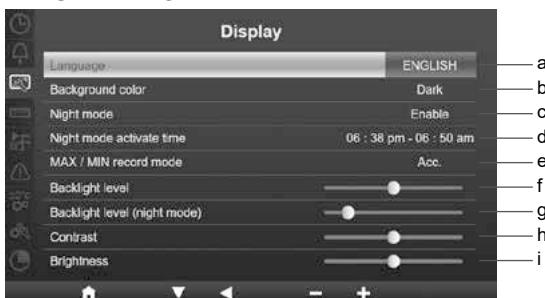 Display
Language ENGLISH a
Background color Dark b
Night mode Enable c
Night mode activate time 06 : 38 pm - 06 : 50 am d
MAX / MIN record mode Acc. e
Backlight level f
Backlight level (night mode) g
Contrast h
Brightness i